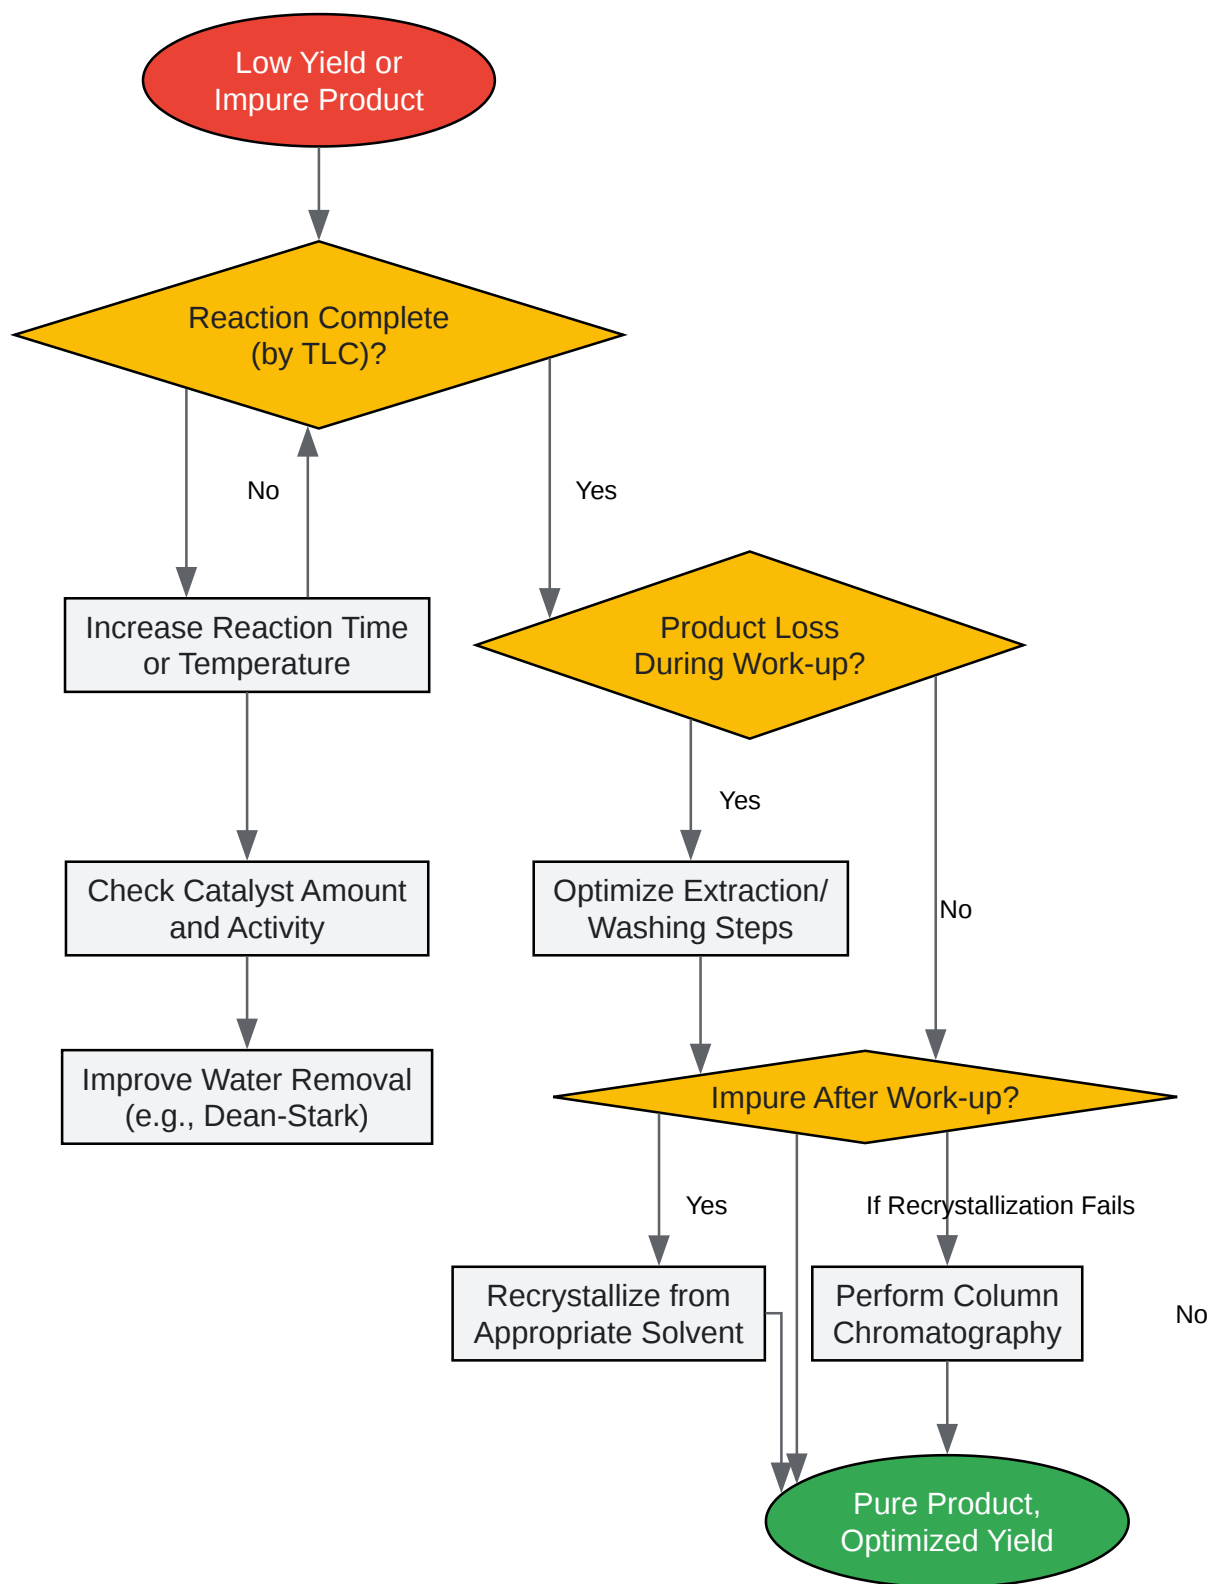 Low Yield or
Impure Product
Reaction Complete
(by TLC)?
No
Yes
Increase Reaction Time
or Temperature
Product Loss
During Work-up?
Yes
Check Catalyst Amount
and Activity
Optimize Extraction/
Washing Steps
No
Improve Water Removal
(e.g., Dean-Stark)
Impure After Work-up?
Yes
If Recrystallization Fails
Recrystallize from
Appropriate Solvent
Perform Column
Chromatography
No
Pure Product,
Optimized Yield